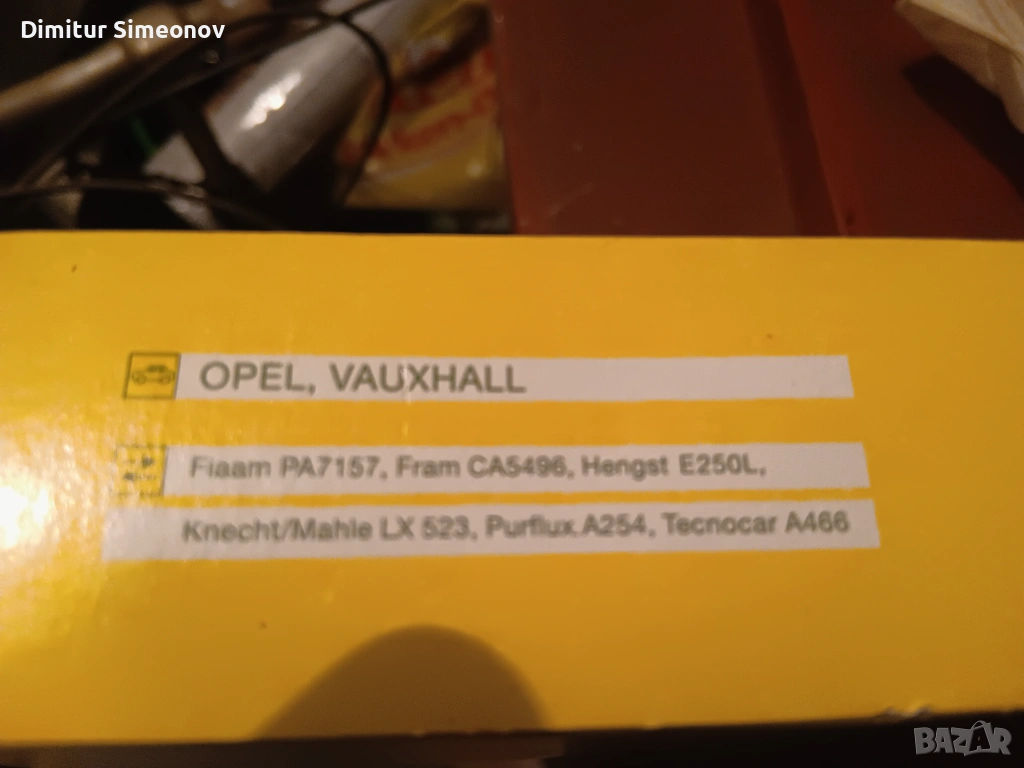 Dimitur Simeonov
OPEL, VAUXHALL
Fiaam PA7157, Fram CA5496, Hengst E250L,
Knecht/Mahle LX 523, Purflux A254, Tecnocar A466
BAZAR